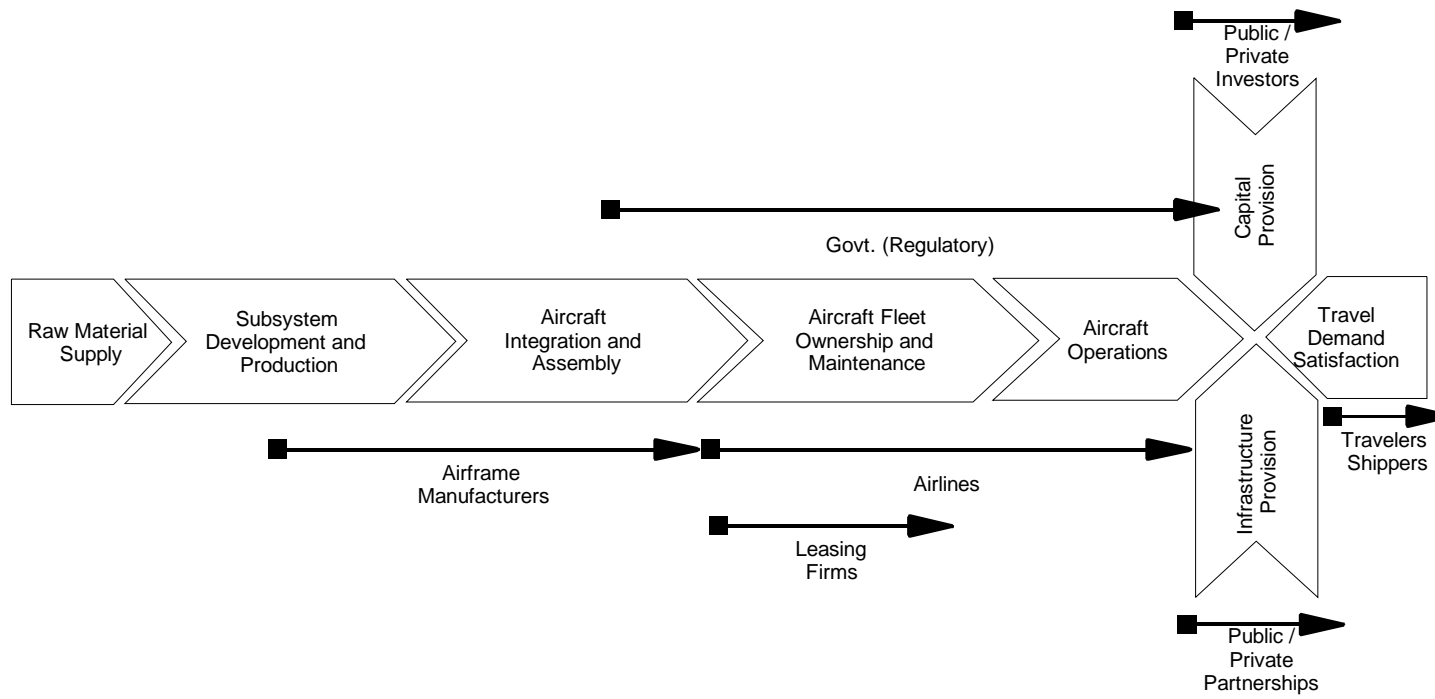 Public /
Private
Investors
Capital
Provision
Govt. (Regulatory)
Raw Material
Supply
Subsystem
Development and
Production
Aircraft
Integration and
Assembly
Aircraft Fleet
Ownership and
Maintenance
Aircraft
Operations
Travel
Demand
Satisfaction
Infrastructure
Provision
Travelers
Shippers
Airframe
Manufacturers
Airlines
Leasing
Firms
Public /
Private
Partnerships